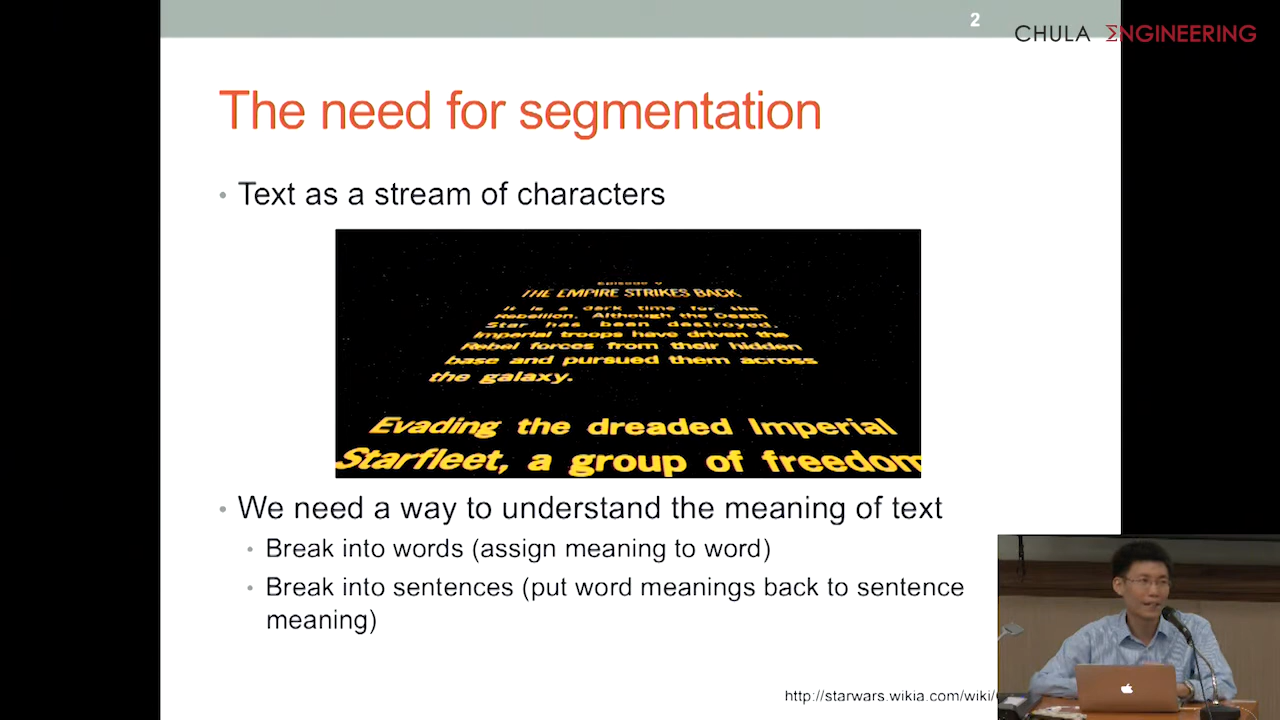 2
CHULA ΣNGINEERING
The need for segmentation
• Text as a stream of characters
Episode V
THE EMPIRE STRIKES BACK
It is a dark time for the
Rebellion. Although the Death
Star has been destroyed,
Imperial troops have driven the
Rebel forces from their hidden
base and pursued them across
the galaxy.
Evading the dreaded Imperial
Starfleet, a group of freedom
• We need a way to understand the meaning of text
• Break into words (assign meaning to word)
• Break into sentences (put word meanings back to sentence
meaning)
http://starwars.wikia.com/wiki/